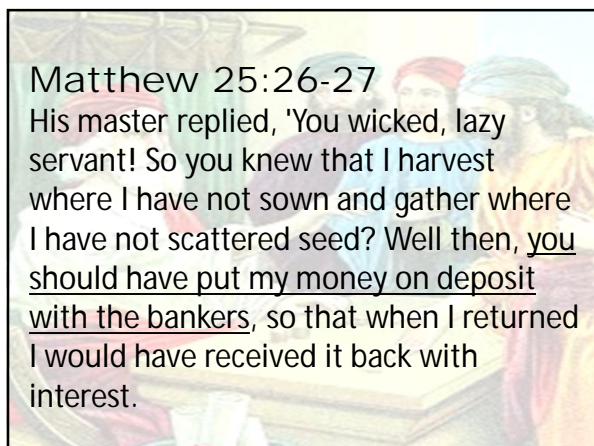 Matthew 25:26-27
His master replied, 'You wicked, lazy
servant! So you knew that I harvest
where I have not sown and gather where
I have not scattered seed? Well then, you
should have put my money on deposit
with the bankers, so that when I returned
I would have received it back with
interest.